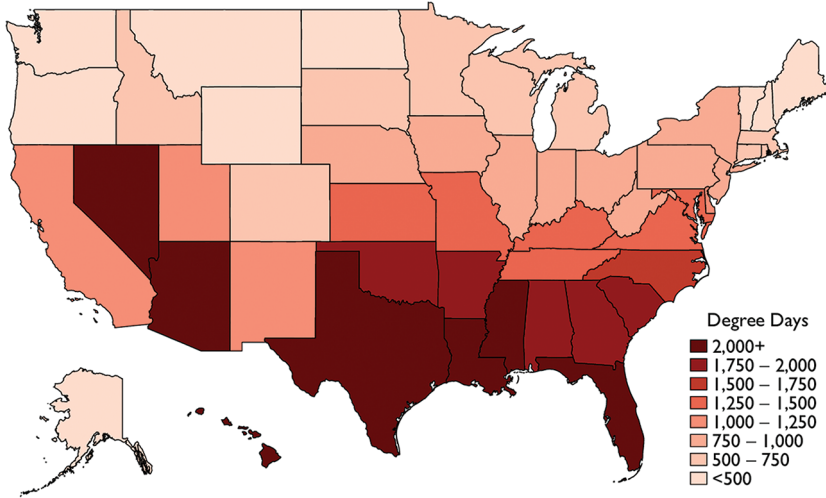 Degree Days
2,000+
1,750 – 2,000
1,500 – 1,750
1,250 – 1,500
1,000 – 1,250
750 – 1,000
500 – 750
<500